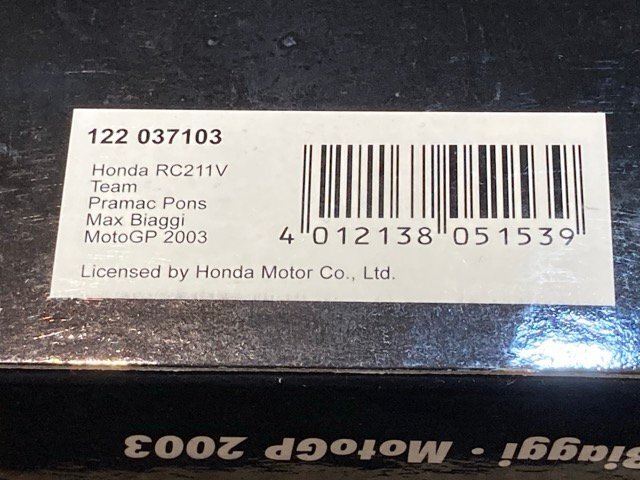 122 037103
Honda RC211V
Team
Pramac Pons
Max Biaggi
MotoGP 2003
4 012138 051539
Licensed by Honda Motor Co., Ltd.
Biaggi · MotoGP 2003